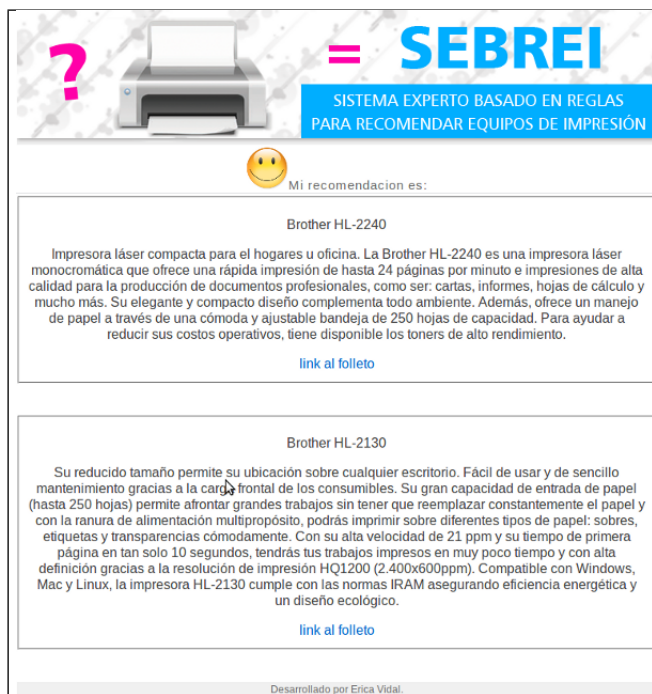 ? = SEBREI
SISTEMA EXPERTO BASADO EN REGLAS
PARA RECOMENDAR EQUIPOS DE IMPRESIÓN
Mi recomendacion es:
Brother HL-2240
Impresora láser compacta para el hogares u oficina. La Brother HL-2240 es una impresora láser
monocromática que ofrece una rápida impresión de hasta 24 páginas por minuto e impresiones de alta
calidad para la producción de documentos profesionales, como ser: cartas, informes, hojas de cálculo y
mucho más. Su elegante y compacto diseño complementa todo ambiente. Además, ofrece un manejo
de papel a través de una cómoda y ajustable bandeja de 250 hojas de capacidad. Para ayudar a
reducir sus costos operativos, tiene disponible los toners de alto rendimiento.
link al folleto
Brother HL-2130
Su reducido tamaño permite su ubicación sobre cualquier escritorio. Fácil de usar y de sencillo
mantenimiento gracias a la carga frontal de los consumibles. Su gran capacidad de entrada de papel
(hasta 250 hojas) permite afrontar grandes trabajos sin tener que reemplazar constantemente el papel y
con la ranura de alimentación multipropósito, podrás imprimir sobre diferentes tipos de papel: sobres,
etiquetas y transparencias cómodamente. Con su alta velocidad de 21 ppm y su tiempo de primera
página en tan solo 10 segundos, tendrás tus trabajos impresos en muy poco tiempo y con alta
definición gracias a la resolución de impresión HQ1200 (2.400x600ppm). Compatible con Windows,
Mac y Linux, la impresora HL-2130 cumple con las normas IRAM asegurando eficiencia energética y
un diseño ecológico.
link al folleto
Desarrollado por Erica Vidal.